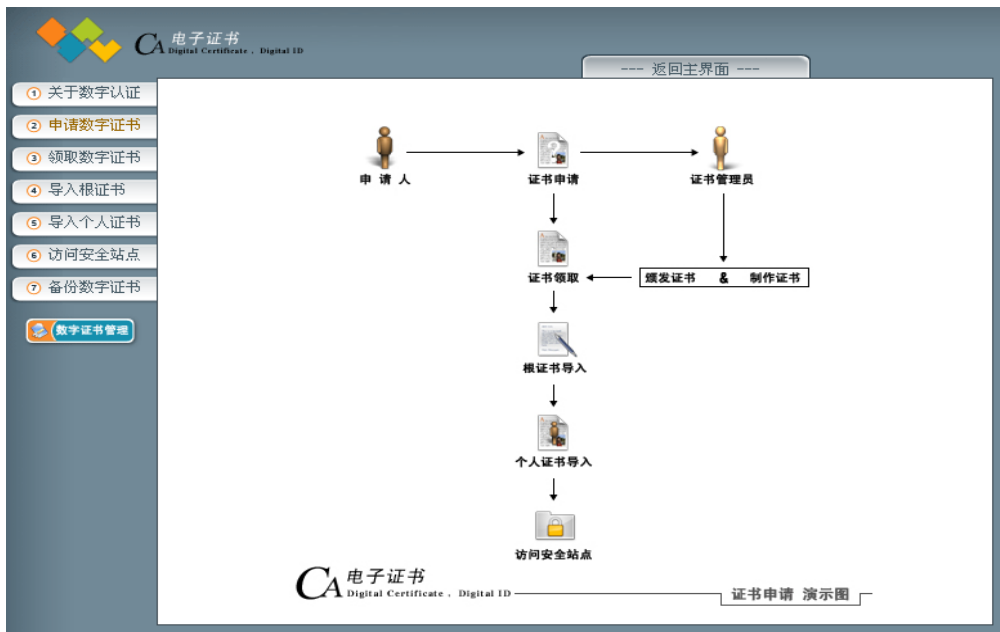 CA 电子证书
Digital Certificate , Digital ID
--- 返回主界面 ---
① 关于数字认证
② 申请数字证书
③ 领取数字证书
④ 导入根证书
⑤ 导入个人证书
⑥ 访问安全站点
⑦ 备份数字证书
数字证书管理
申 请 人
证书申请
证书管理员
证书领取
颁发证书 & 制作证书
根证书导入
个人证书导入
访问安全站点
CA 电子证书
Digital Certificate , Digital ID
证书申请 演示图